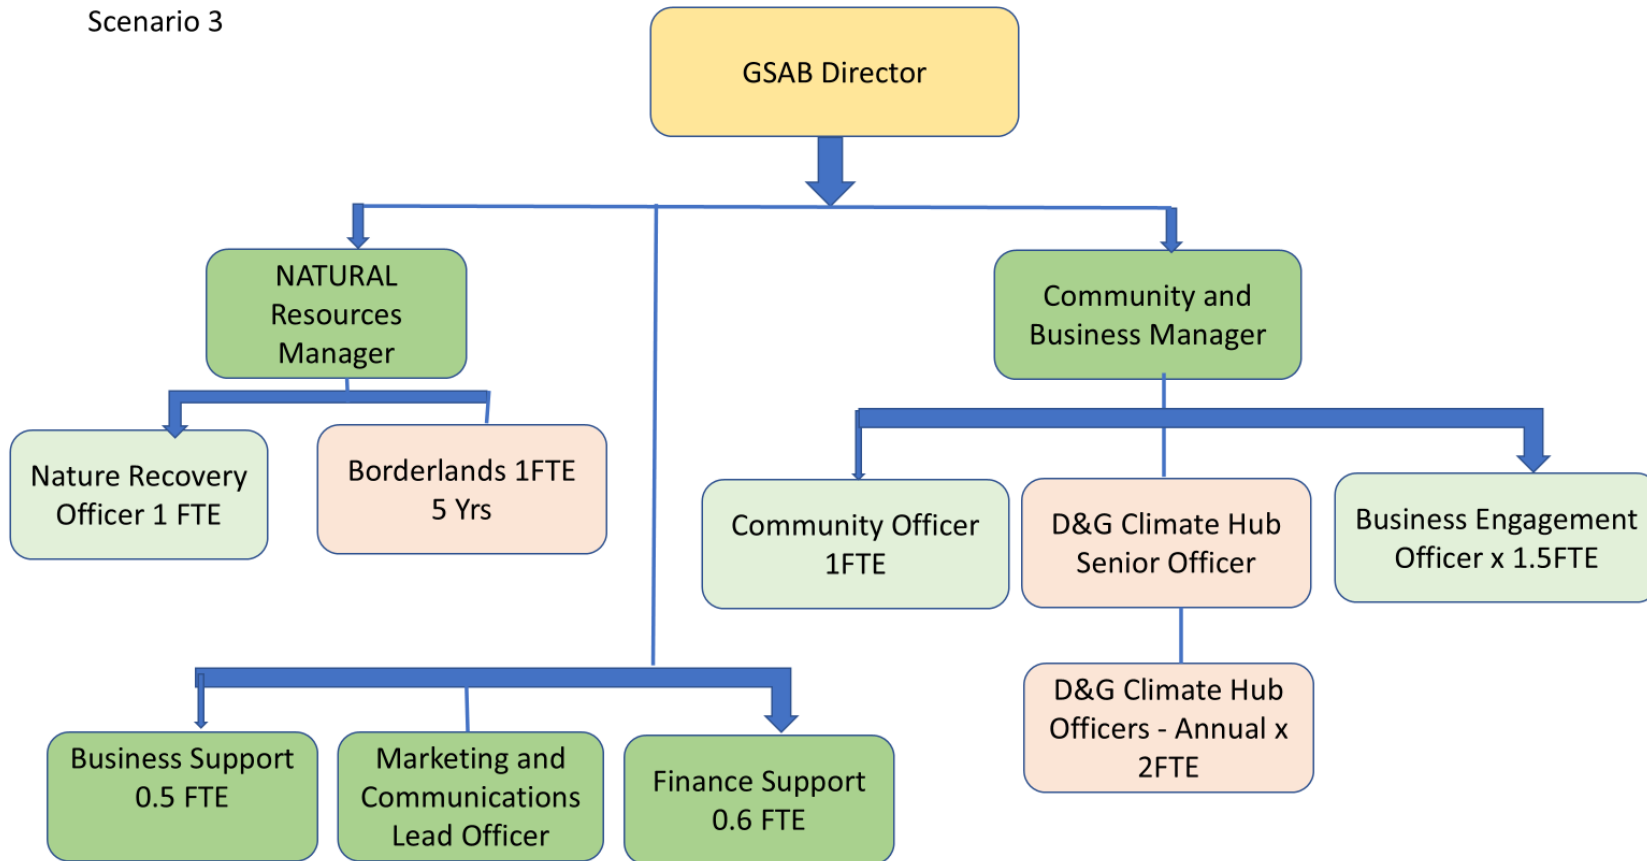 Scenario 3
GSAB Director
NATURAL
Resources
Manager
Community and
Business Manager
Nature Recovery
Officer 1 FTE
Borderlands 1FTE
5 Yrs
Community Officer
1FTE
D&G Climate Hub
Senior Officer
Business Engagement
Officer x 1.5FTE
D&G Climate Hub
Officers - Annual x
2FTE
Business Support
0.5 FTE
Marketing and
Communications
Lead Officer
Finance Support
0.6 FTE